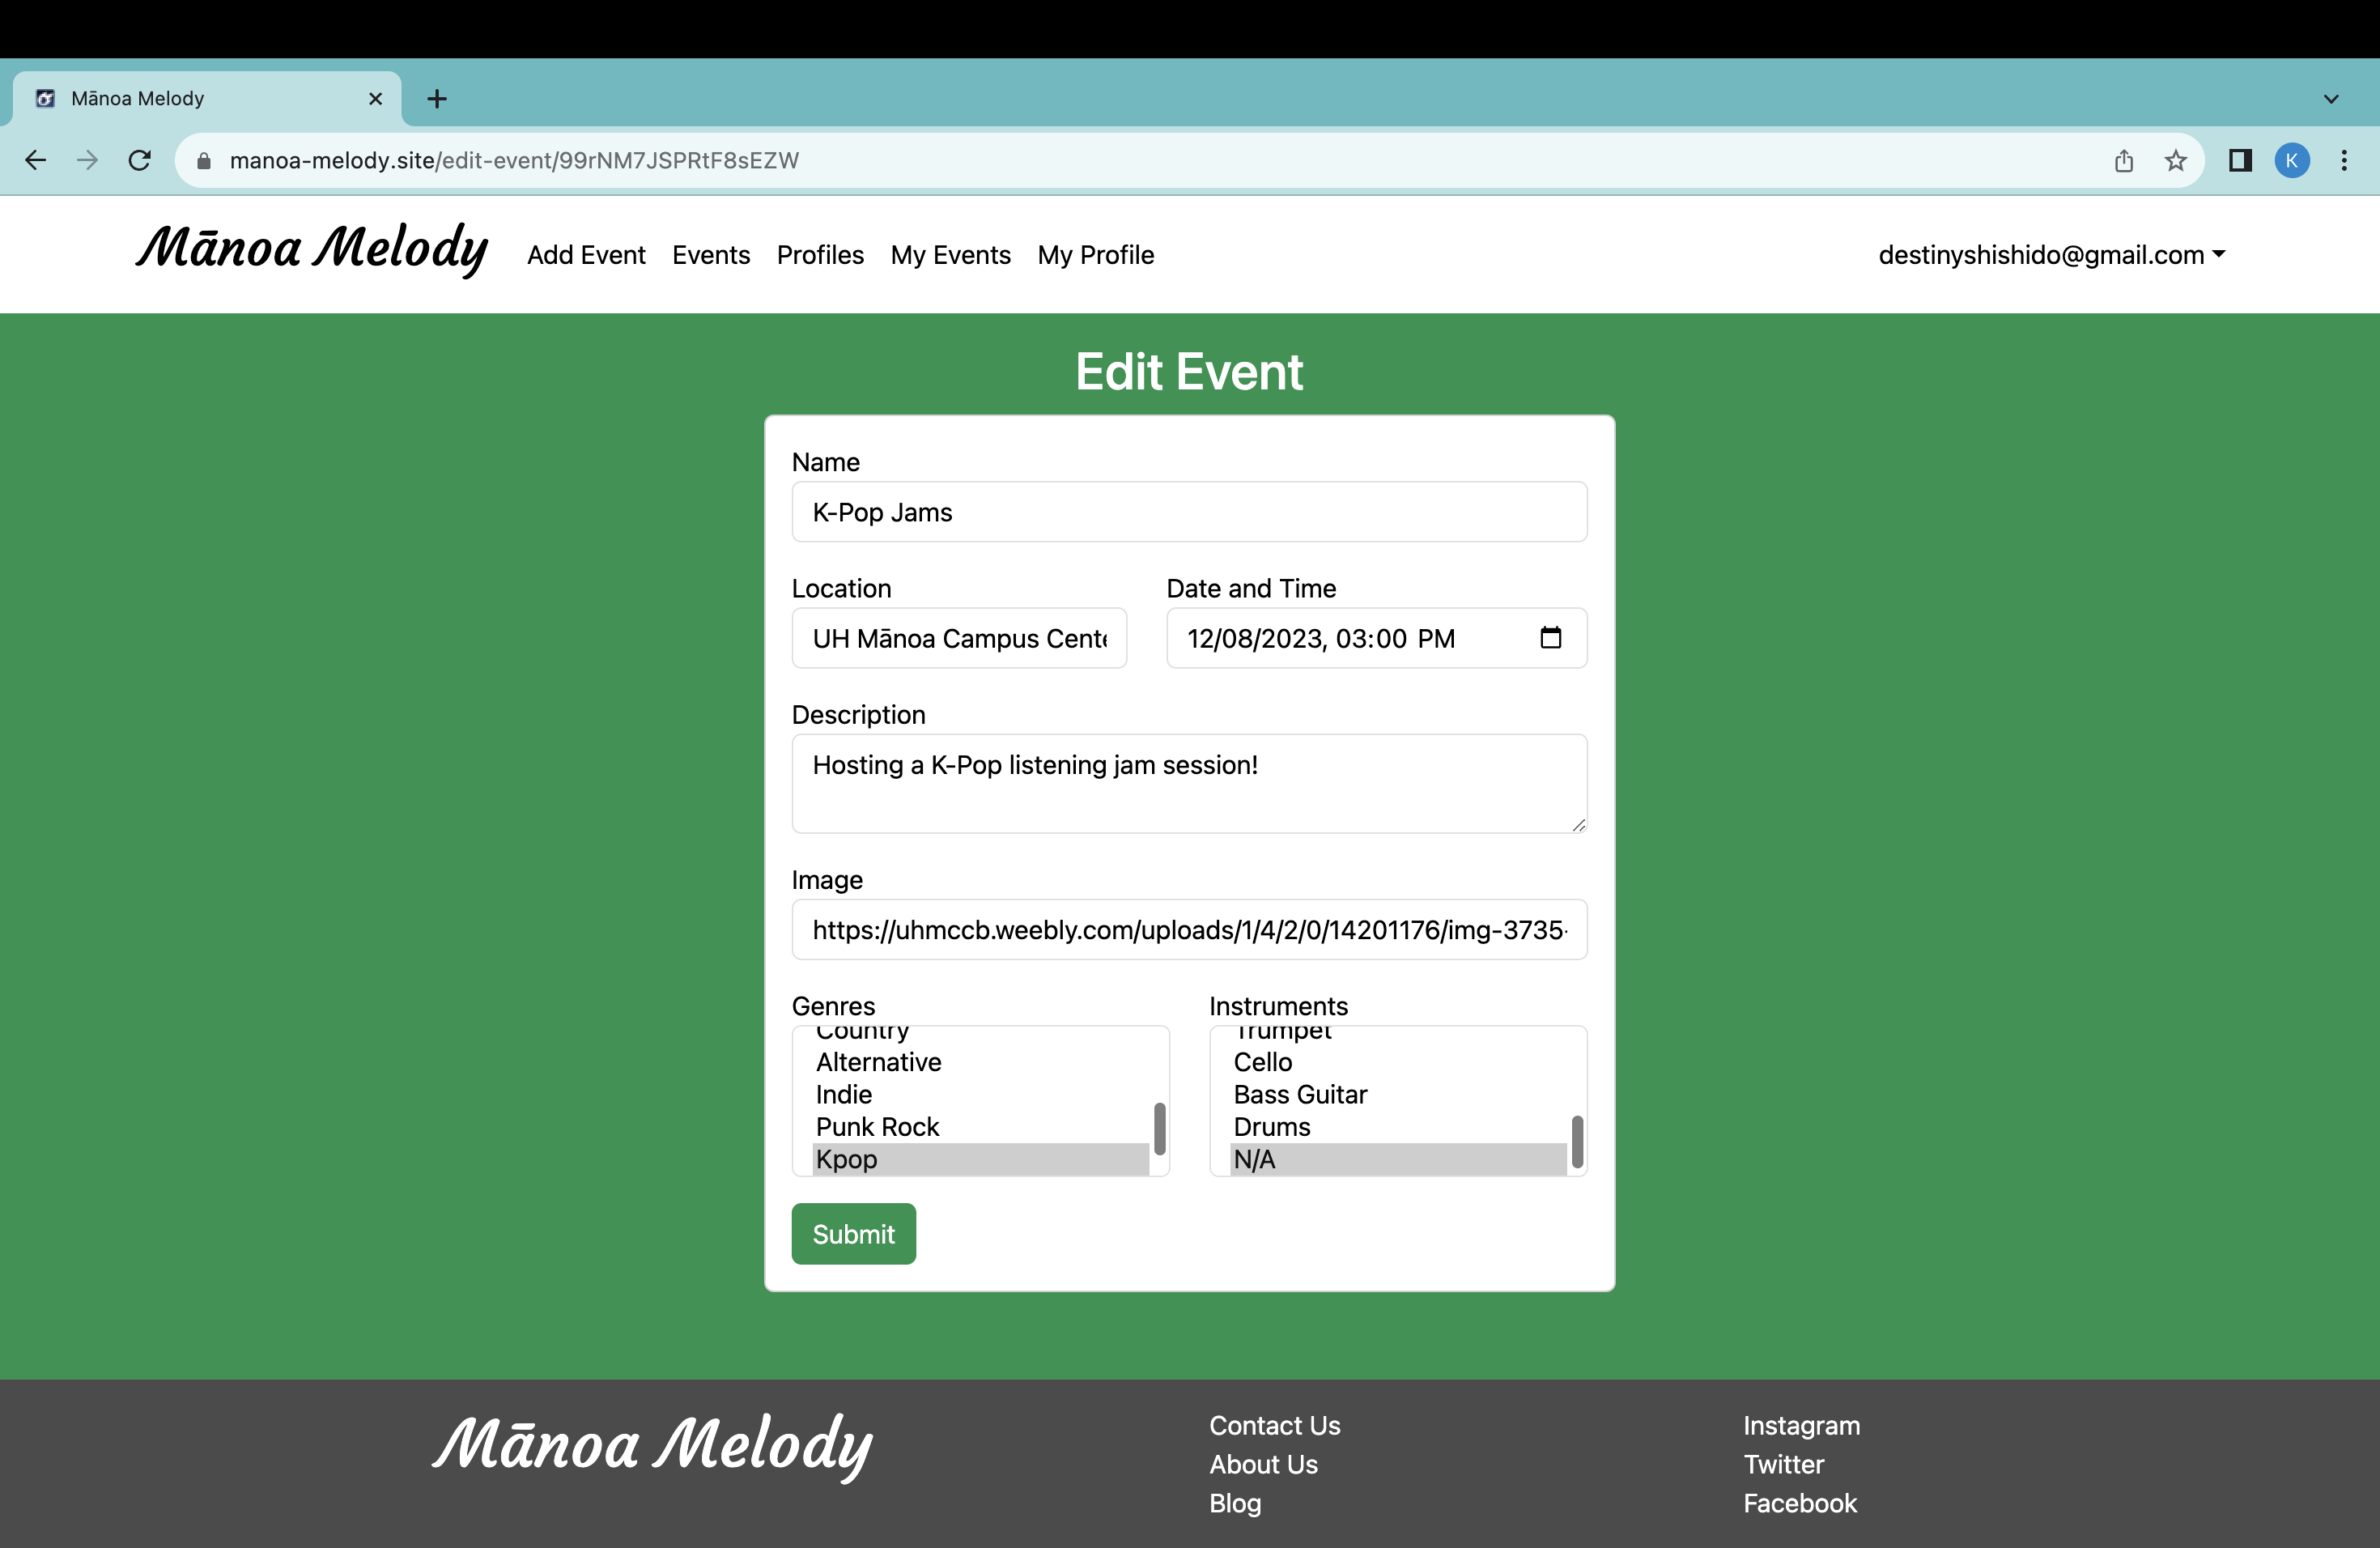 Mānoa Melody
manoa-melody.site/edit-event/99rNM7JSPRtF8sEZW
K
Mānoa Melody Add Event Events Profiles My Events My Profile destinyshishido@gmail.com
Edit Event
Name
K-Pop Jams
Location Date and Time
UH Mānoa Campus Cente 12/08/2023, 03:00 PM
Description
Hosting a K-Pop listening jam session!
Image
https://uhmccb.weebly.com/uploads/1/4/2/0/14201176/img-3735-
Genres Instruments
Country Trumpet
Alternative Cello
Indie Bass Guitar
Punk Rock Drums
Kpop N/A
Submit
Mānoa Melody Contact Us Instagram
About Us Twitter
Blog Facebook